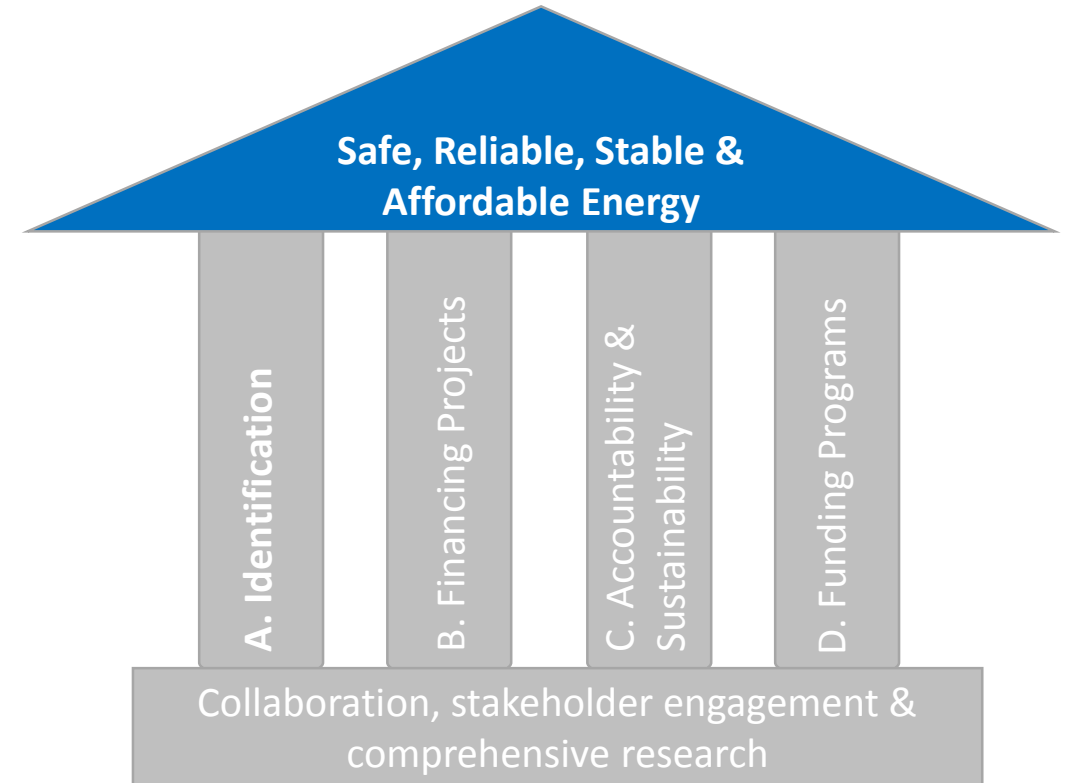 Safe, Reliable, Stable &
Affordable Energy
A. Identification
B. Financing Projects
C. Accountability &
Sustainability
D. Funding Programs
Collaboration, stakeholder engagement &
comprehensive research